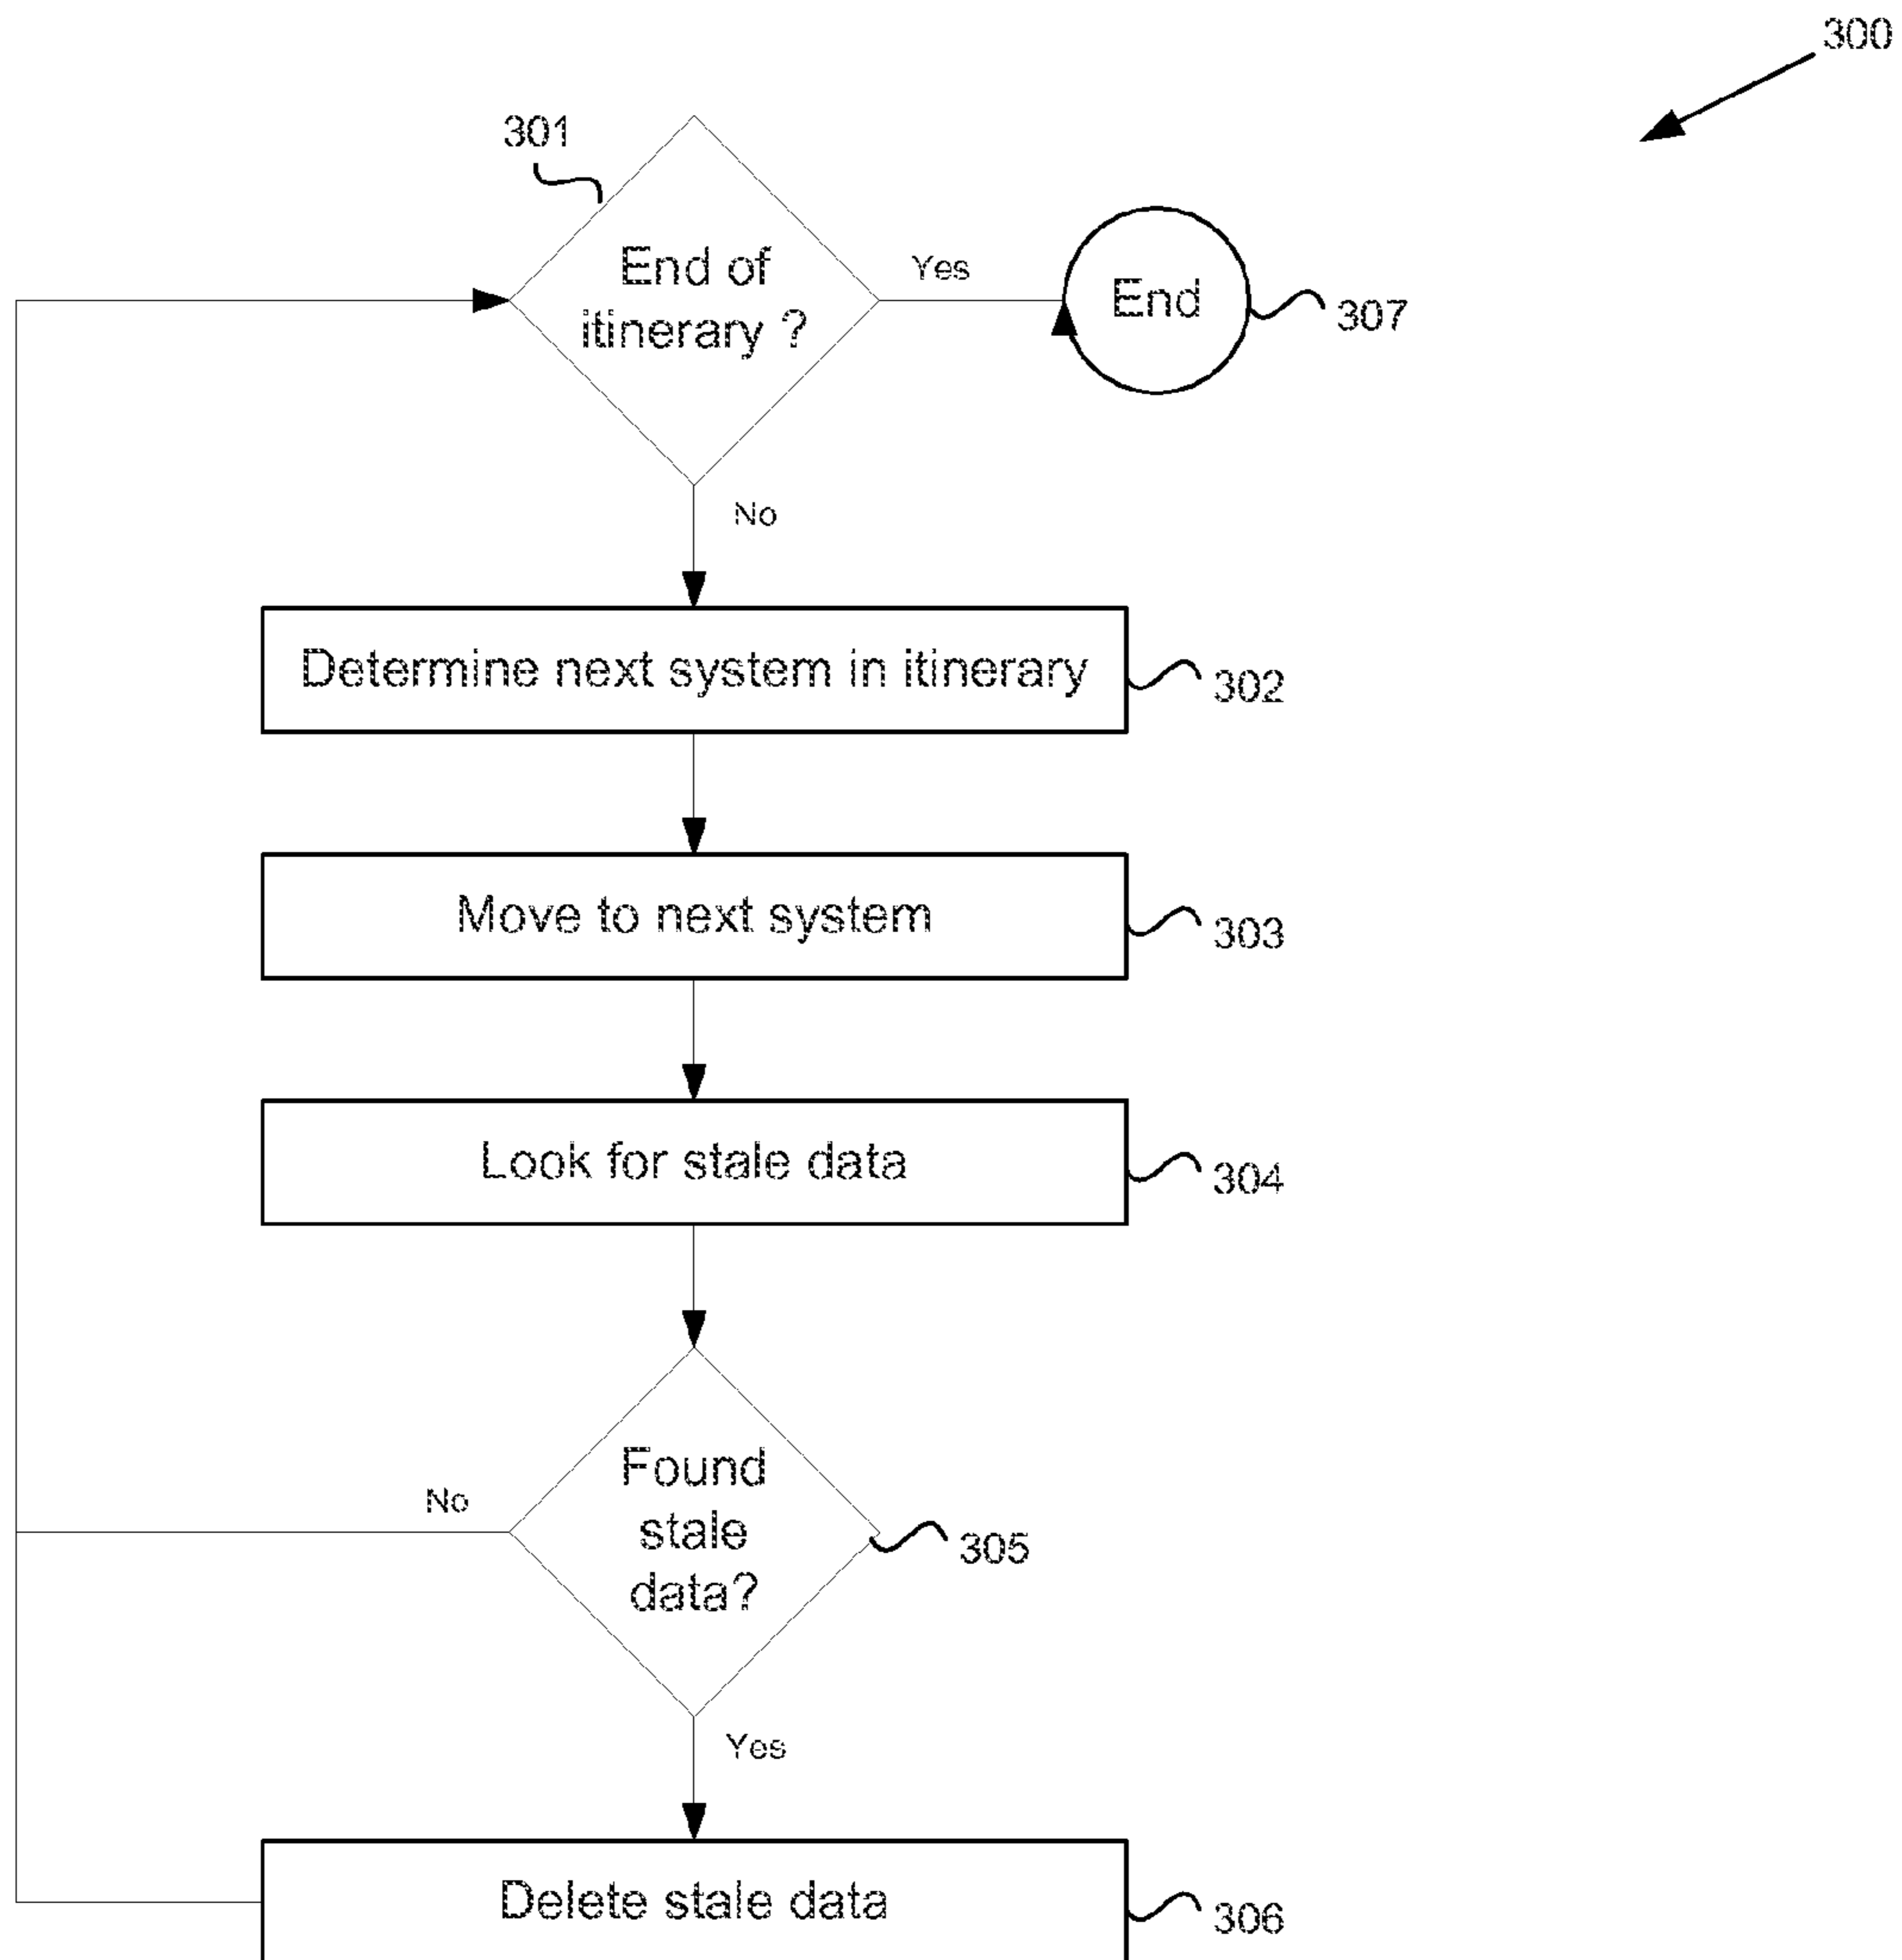 300
301
End of
itinerary ?
Yes
End
307
No
Determine next system in itinerary
302
Move to next system
303
Look for stale data
304
Found
stale
data?
No
305
Yes
Delete stale data
306